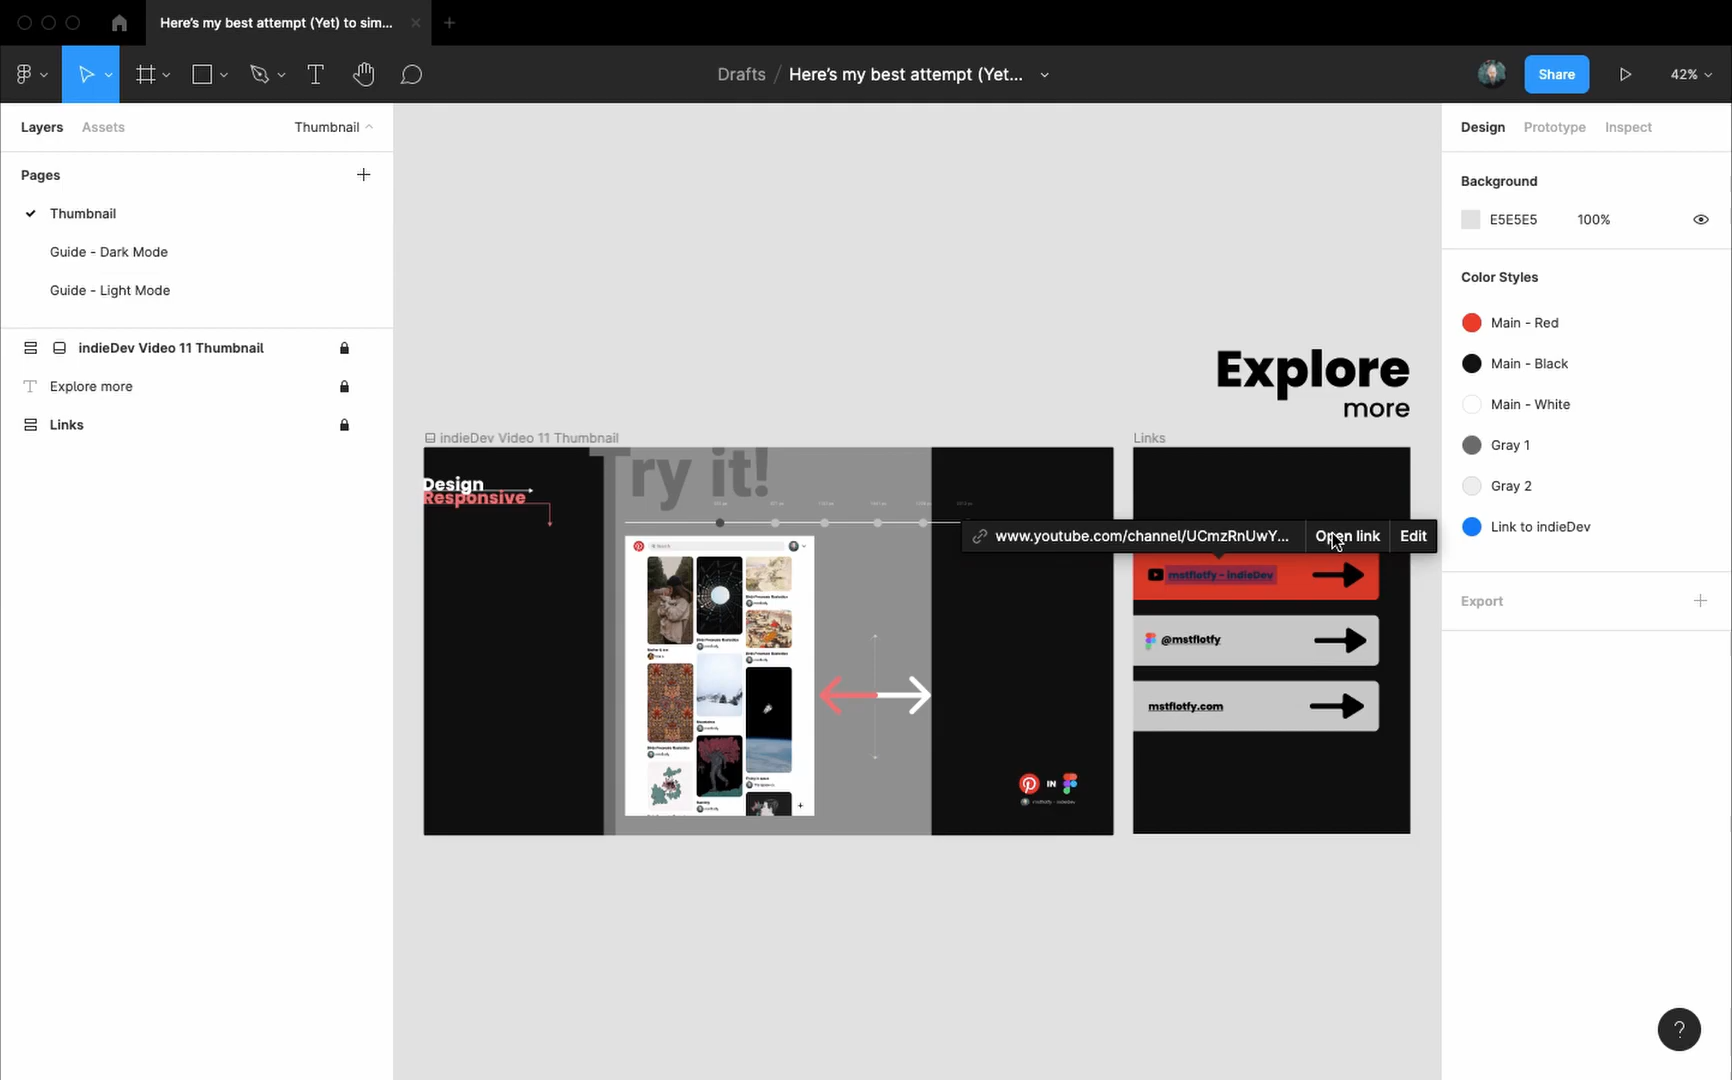 Here's my best attempt (Yet) to sim...
Drafts / Here's my best attempt (Yet...
Share
42%
Layers
Assets
Thumbnail
Pages
Thumbnail
Guide - Dark Mode
Guide - Light Mode
indieDev Video 11 Thumbnail
Explore more
Links
Explore
more
indieDev Video 11 Thumbnail
Try it!
Design
Responsive
Search
IN
mstflotfy - indiedev
Links
www.youtube.com/channel/UCmzRnUwY...
Open link
Edit
mstflotfy - indieDev
@mstflotfy
mstflotfy.com
Design
Prototype
Inspect
Background
E5E5E5
100%
Color Styles
Main - Red
Main - Black
Main - White
Gray 1
Gray 2
Link to indieDev
Export
?